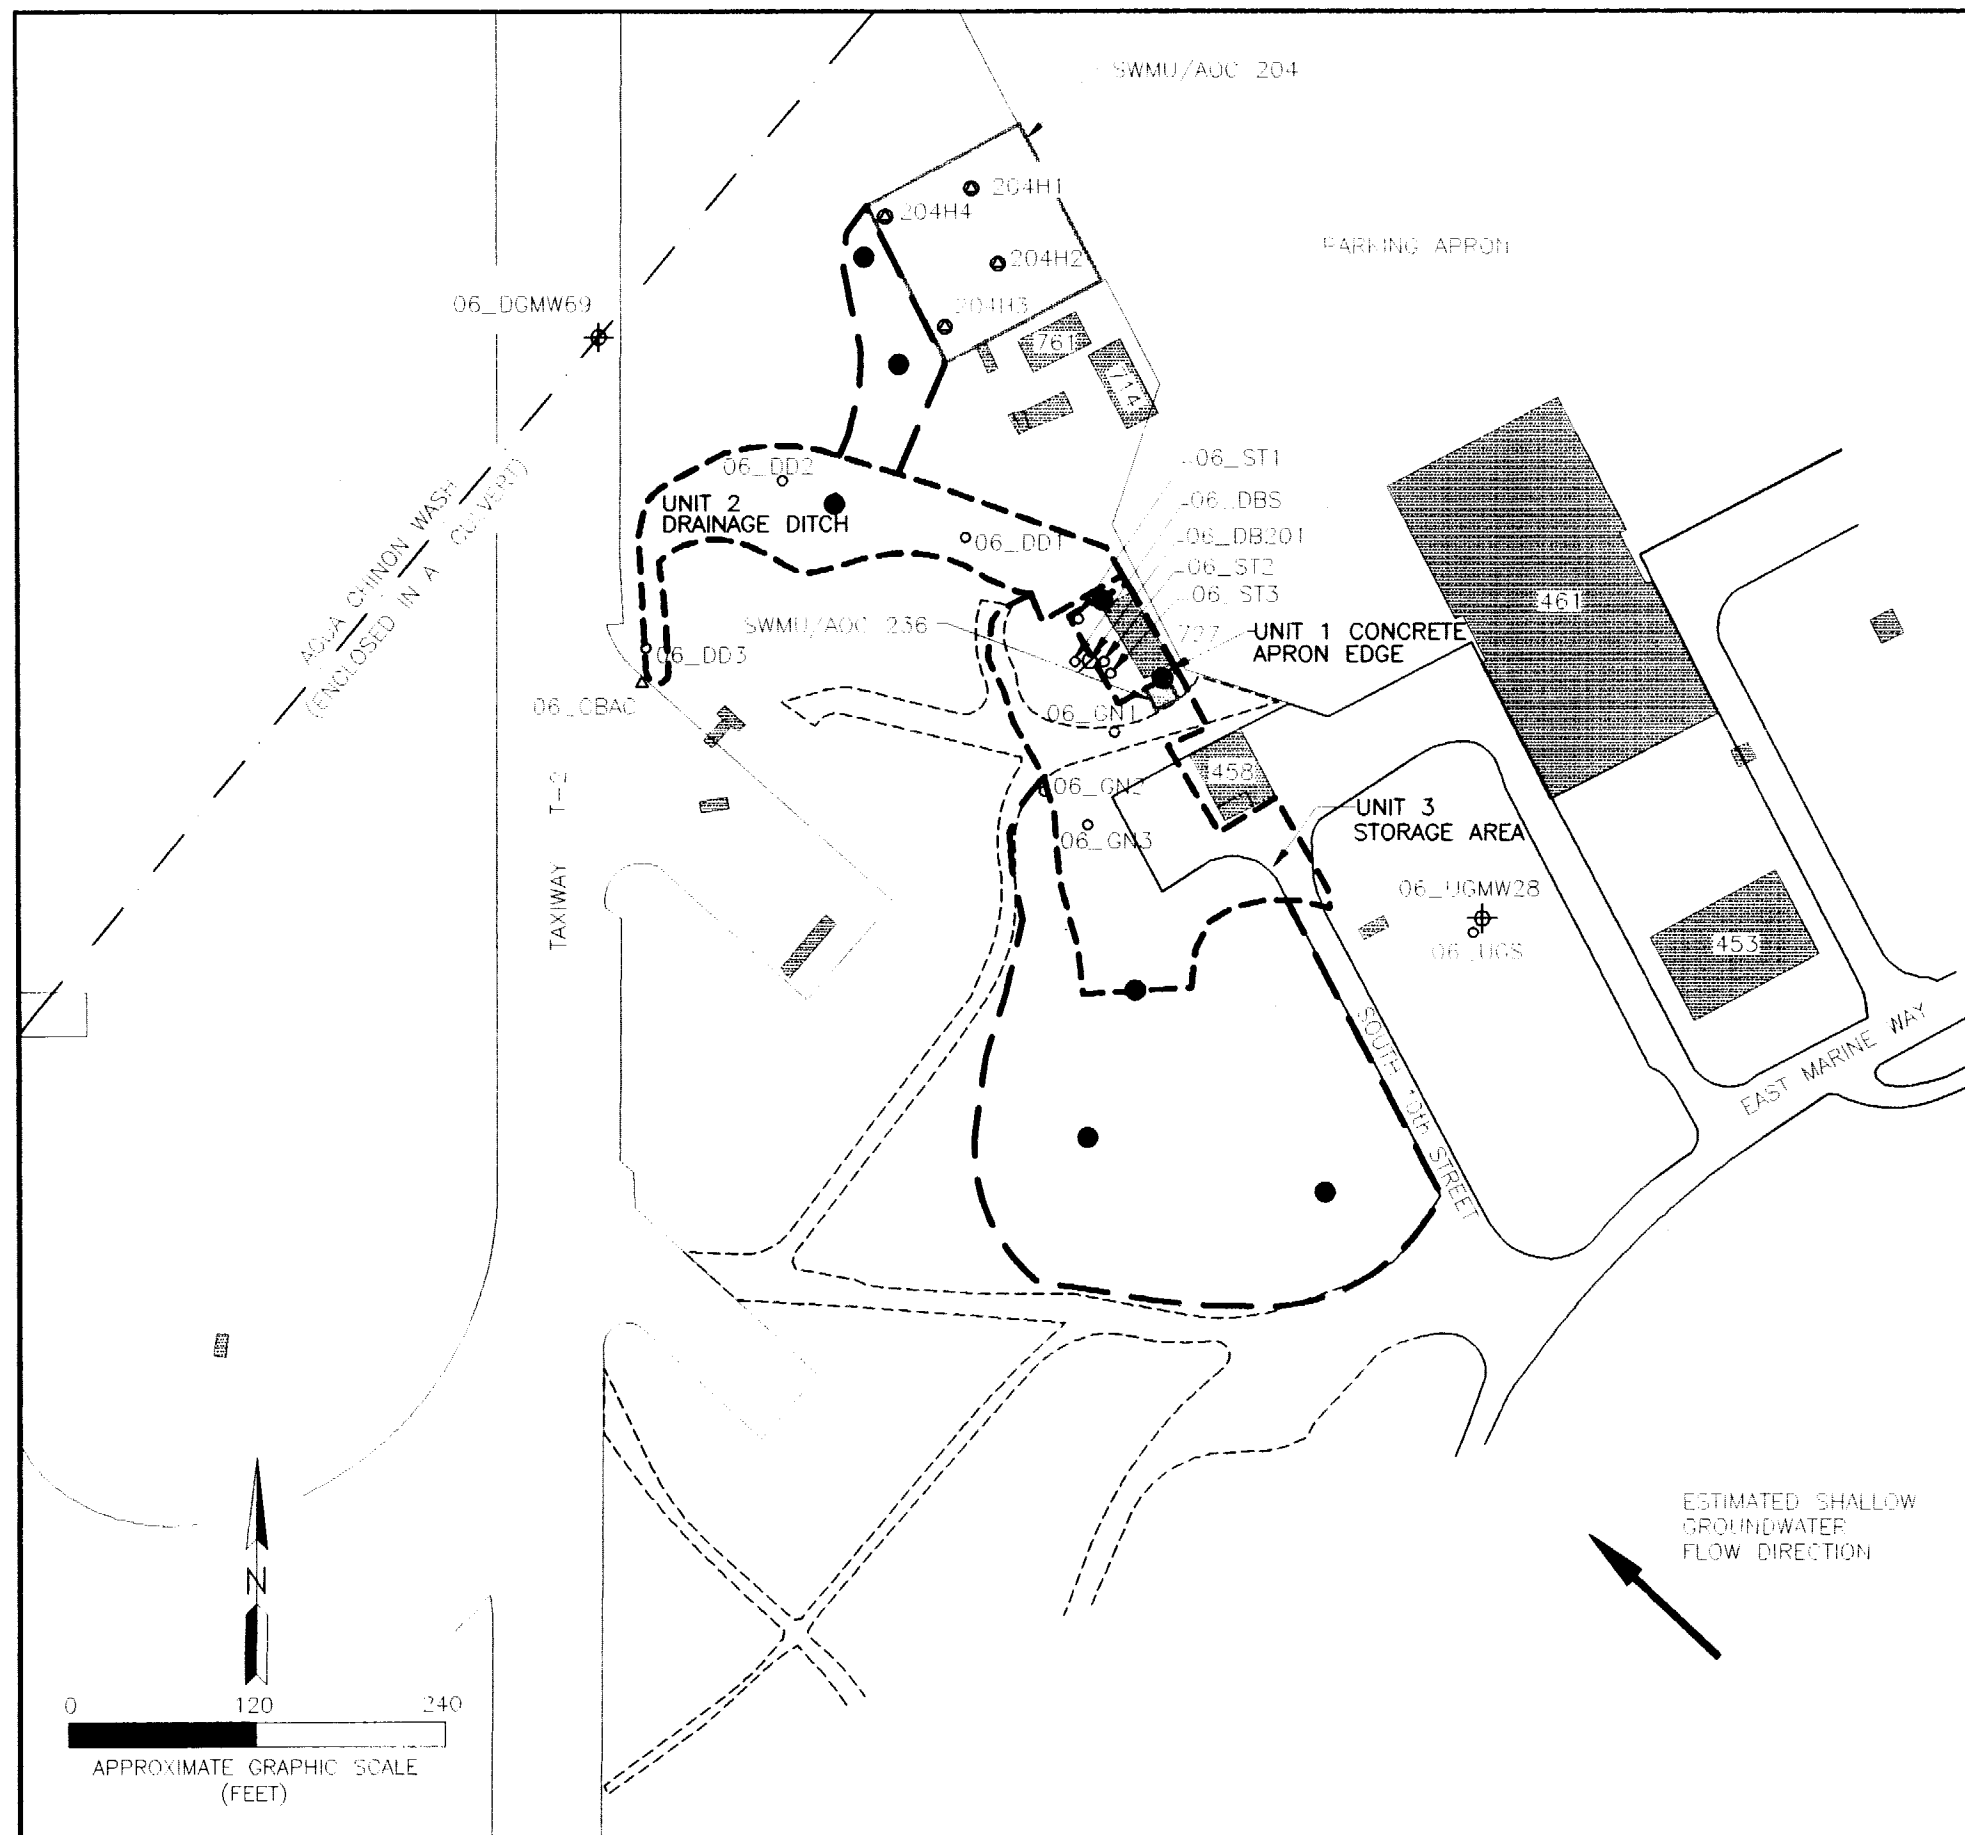 SWMU/AOC 204
204H1
204H4
PARKING APRON
204H2
06_DGMW69
204H3
761
714
06_ST1
06_DD2
06_DBS
UNIT 2
DRAINAGE DITCH
06_DB201
06_DD1
06_ST2
AGUA CHINON WASH
(ENCLOSED IN A CULVERT)
06_ST3
461
SWMU/AOC 236
727
UNIT 1 CONCRETE
APRON EDGE
06_DD3
06_CBAC
06_GN1
458
06_GN2
UNIT 3
STORAGE AREA
06_GN3
TAXIWAY T-2
06_UGMW28
453
06_UGS
SOUTH 10th STREET
EAST MARINE WAY
ESTIMATED SHALLOW
GROUNDWATER
FLOW DIRECTION
N
0 120 240
APPROXIMATE GRAPHIC SCALE
(FEET)